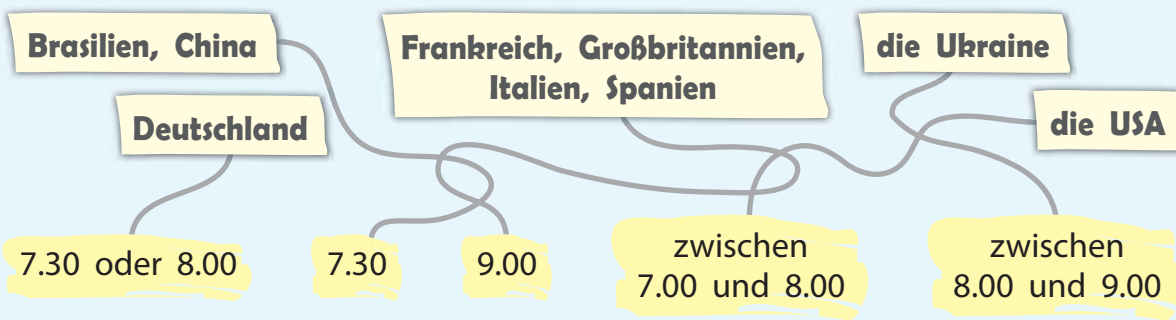 Brasilien, China
Frankreich, Großbritannien,
Italien, Spanien
die Ukraine
Deutschland
die USA
7.30 oder 8.00
7.30
9.00
zwischen
7.00 und 8.00
zwischen
8.00 und 9.00